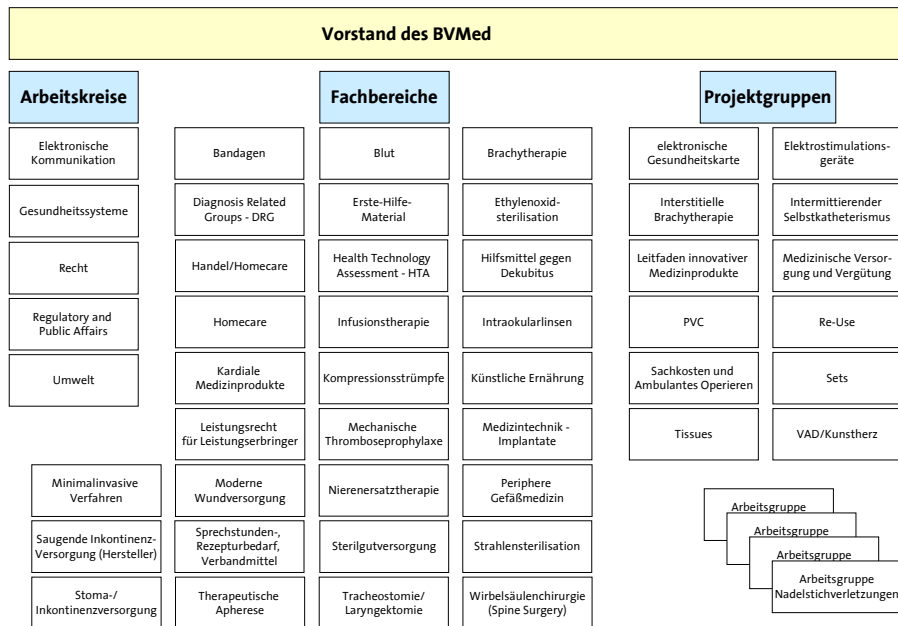 Vorstand des BVMed
Arbeitskreise
Elektronische
Kommunikation
Gesundheitssysteme
Recht
Regulatory and
Public Affairs
Umwelt
Fachbereiche
Bandagen
Blut
Brachytherapie
Diagnosis Related
Groups - DRG
Erste-Hilfe-
Material
Ethylenoxid-
sterilisation
Handel/Homecare
Health Technology
Assessment - HTA
Hilfsmittel gegen
Dekubitus
Homecare
Infusionstherapie
Intraokularlinsen
Kardiale
Medizinprodukte
Kompressionsstrümpfe
Künstliche Ernährung
Leistungsrecht
für Leistungserbringer
Mechanische
Thromboseprophylaxe
Medizintechnik -
Implantate
Minimalinvasive
Verfahren
Moderne
Wundversorgung
Nierenersatztherapie
Periphere
Gefäßmedizin
Saugende Inkontinenz-
Versorgung (Hersteller)
Sprechstunden-,
Rezepturbedarf,
Verbandmittel
Sterilgutversorgung
Strahlensterilisation
Stoma-/
Inkontinenzversorgung
Therapeutische
Apherese
Tracheostomie/
Laryngektomie
Wirbelsäulenchirurgie
(Spine Surgery)
Projektgruppen
elektronische
Gesundheitskarte
Elektrostimulations-
geräte
Interstitielle
Brachytherapie
Intermittierender
Selbstkatheterismus
Leitfaden innovativer
Medizinprodukte
Medizinische Versor-
gung und Vergütung
PVC
Re-Use
Sachkosten und
Ambulantes Operieren
Sets
Tissues
VAD/Kunstherz
Arbeitsgruppe
Arbeitsgruppe
Arbeitsgruppe
Arbeitsgruppe
Nadelstichverletzungen